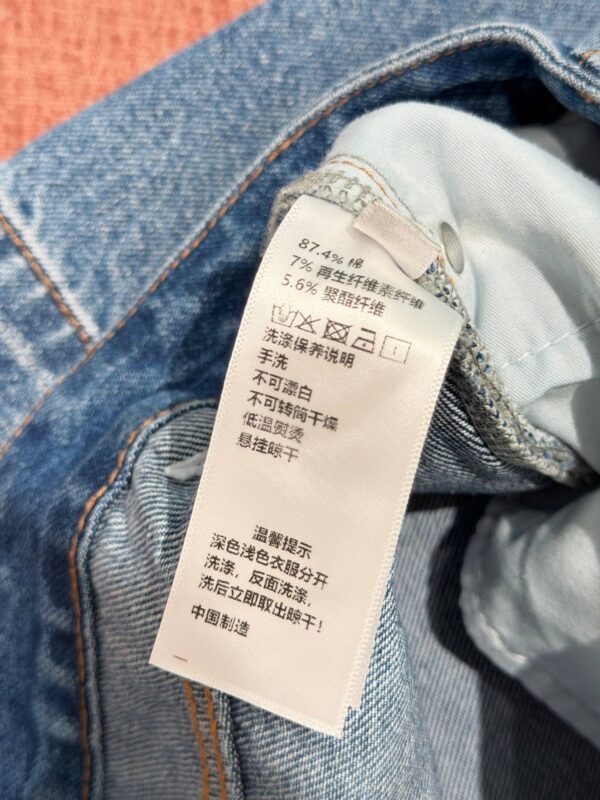 87.4% 棉
7% 再生纤维素纤维
5.6% 聚酯纤维
洗涤保养说明
手洗
不可漂白
不可转筒干燥
低温熨烫
悬挂晾干
温馨提示
深色浅色衣服分开
洗涤，反面洗涤，
洗后立即取出晾干！
中国制造